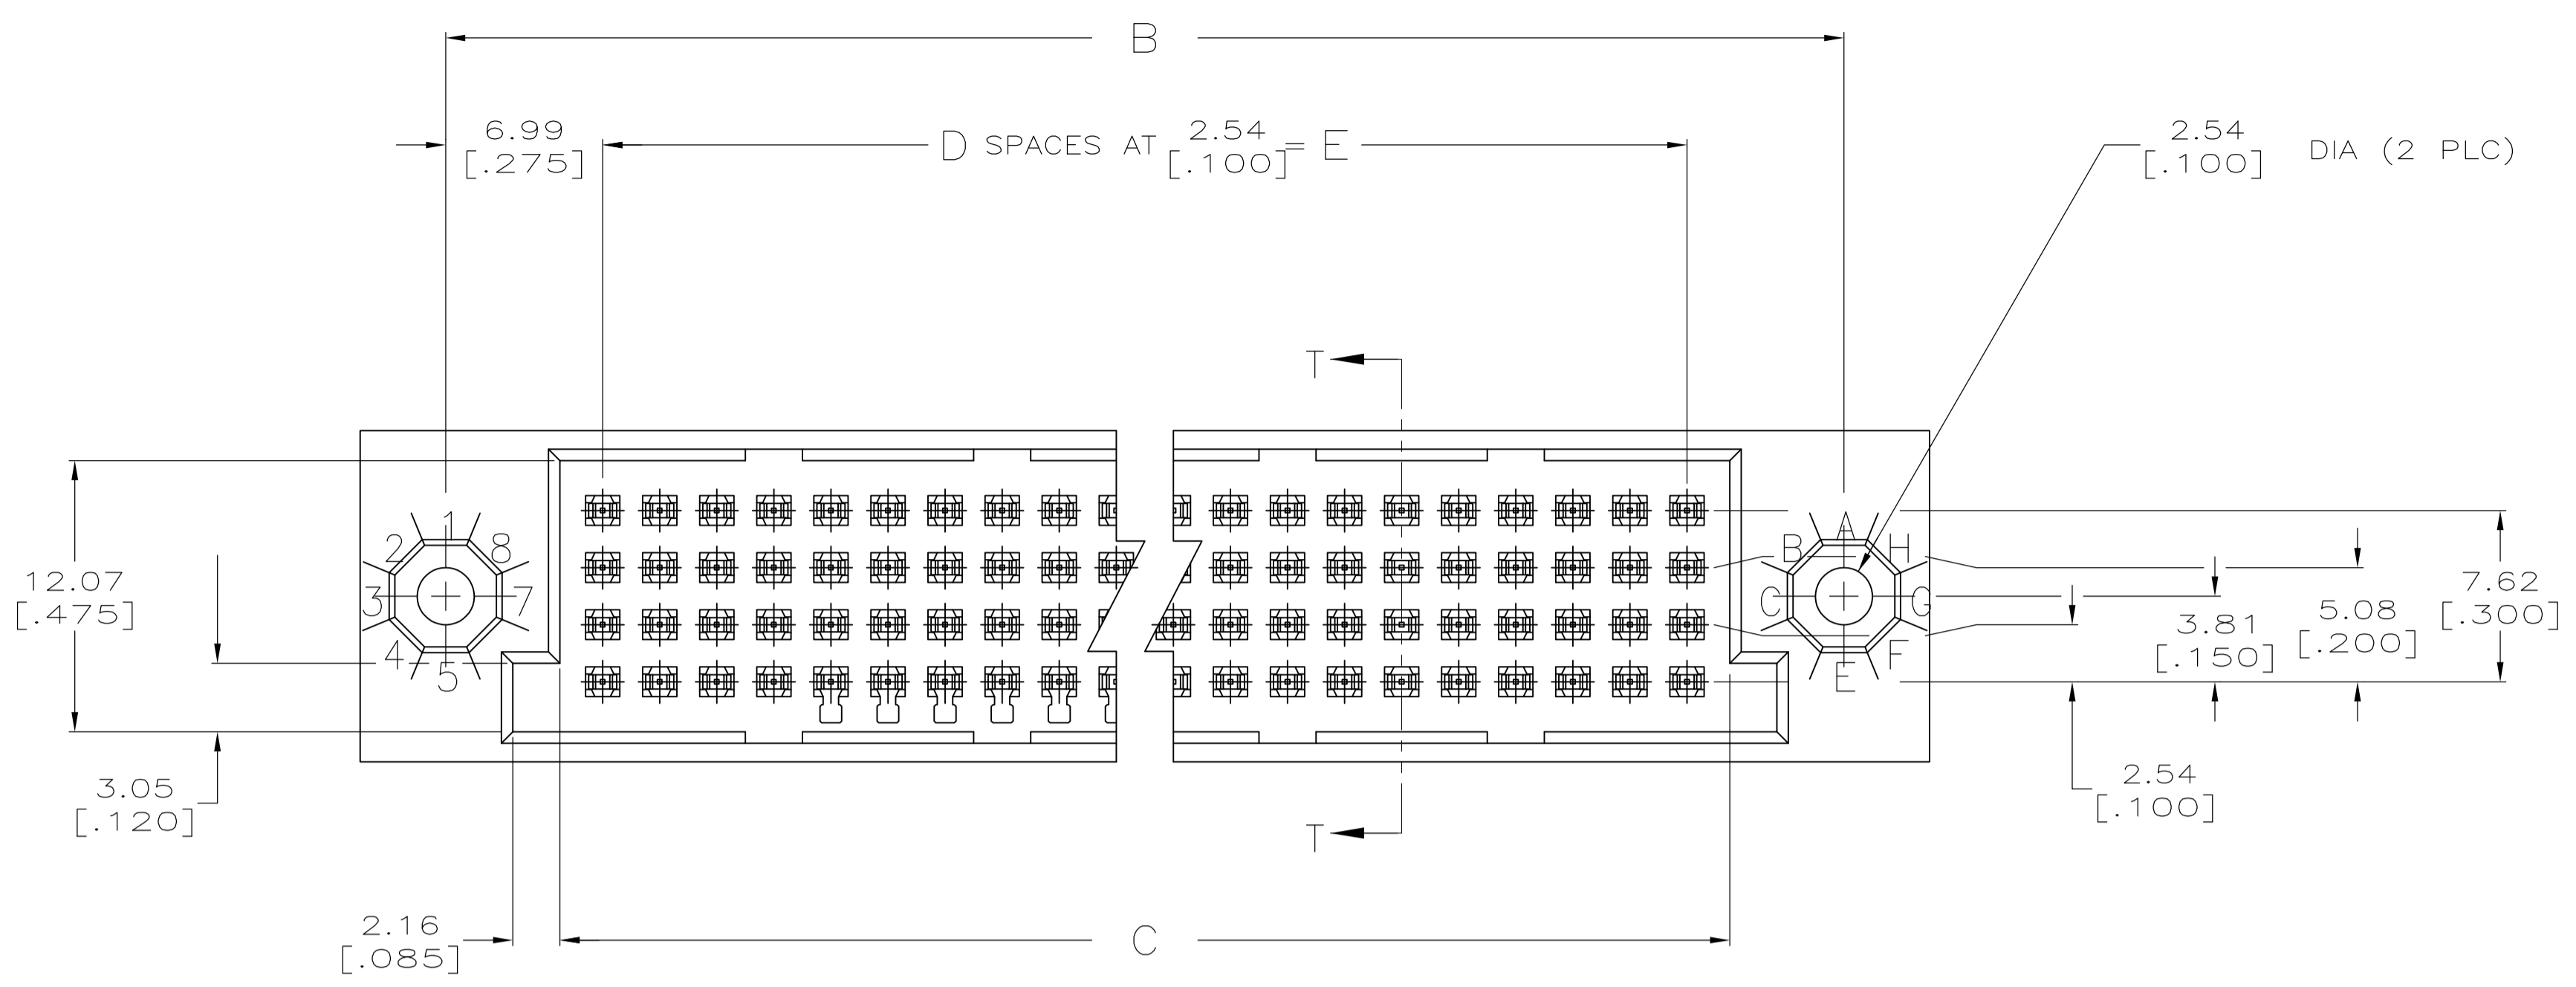 B
6.99
[.275]
D SPACES AT 2.54 [.100] = E
2.54
[.100]
DIA (2 PLC)
T
1
2
8
3
7
4
5
A
B
H
C
G
F
E
12.07
[.475]
7.62
[.300]
5.08
[.200]
3.81
[.150]
3.05
[.120]
2.54
[.100]
T
2.16
[.085]
C